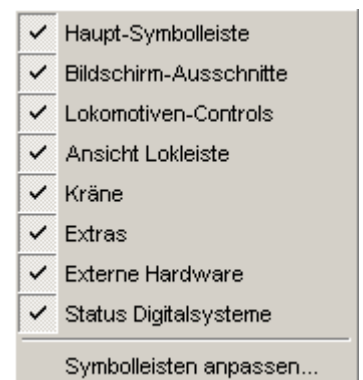 Haupt-Symbolleiste
Bildschirm-Ausschnitte
Lokomotiven-Controls
Ansicht Lokleiste
Kräne
Extras
Externe Hardware
Status Digitalsysteme
Symbolleisten anpassen...